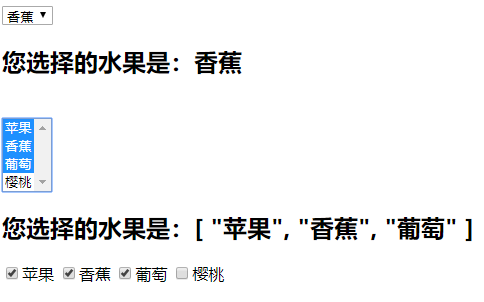 香蕉
您选择的水果是：香蕉
苹果
香蕉
葡萄
樱桃
您选择的水果是：[ "苹果", "香蕉", "葡萄" ]
苹果 香蕉 葡萄 樱桃